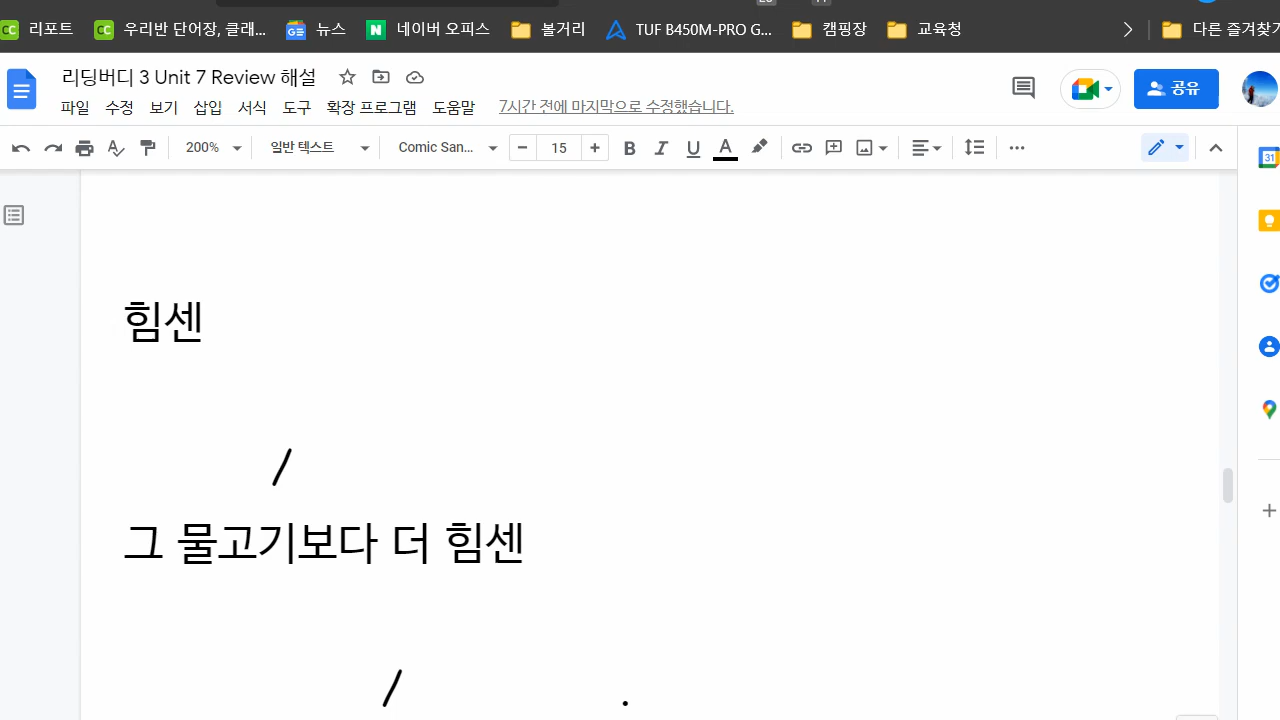 리포트 우리반 단어장, 클래... 뉴스 네이버 오피스 볼거리 TUF B450M-PRO G... 캠핑장 교육청 다른 즐겨찾기
리딩버디 3 Unit 7 Review 해설
공유
파일 수정 보기 삽입 서식 도구 확장 프로그램 도움말 7시간 전에 마지막으로 수정했습니다.
200% 일반 텍스트 Comic San... 15 B I U A
31
힘센
/
그 물고기보다 더 힘센
/ .